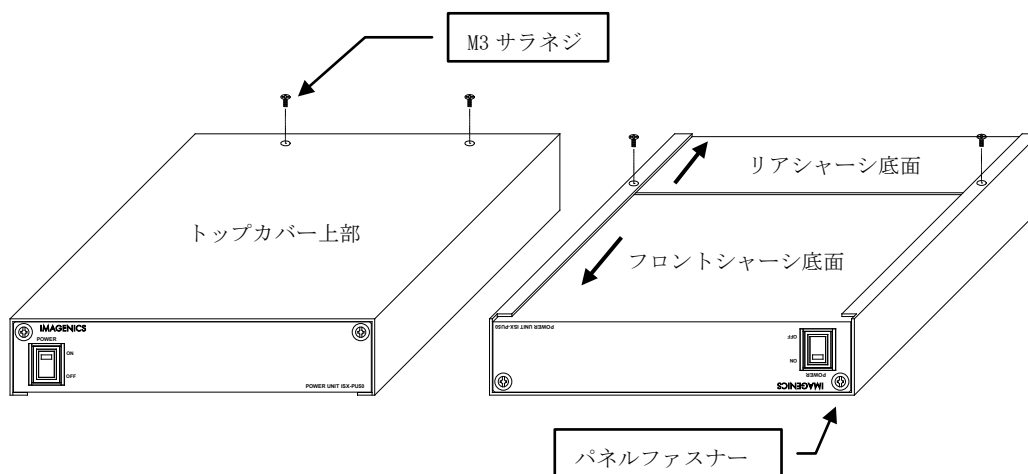 M3 サラネジ
トップカバー上部
IMAGENICS
POWER
ON
OFF
POWER UNIT ISX-PU50
リアシャーシ底面
フロントシャーシ底面
POWER UNIT ISX-PU50
OFF
ON
POWER
IMAGENICS
パネルファスナー